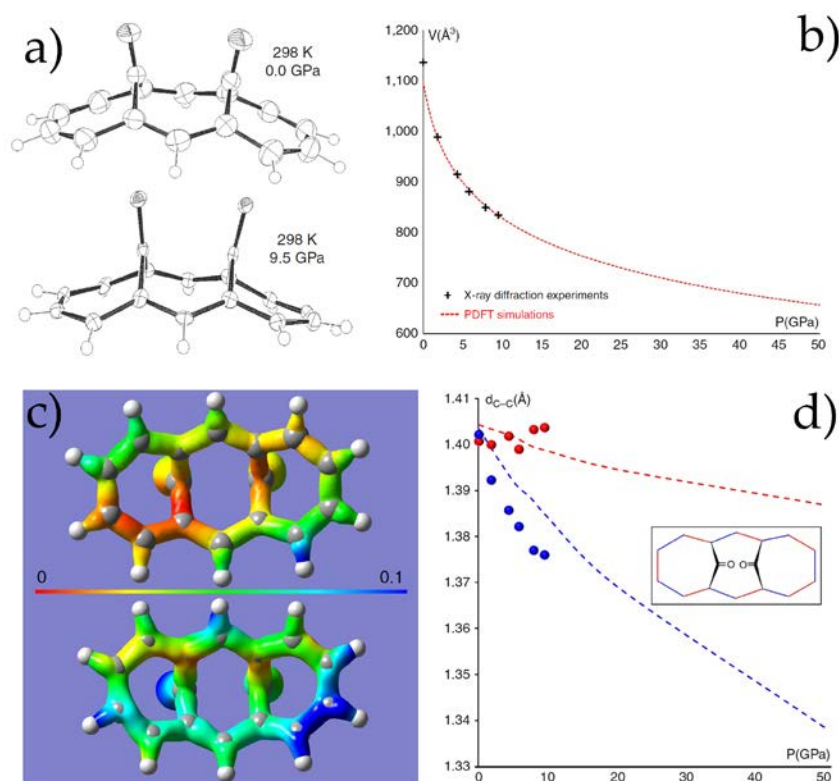 a)
298 K
0.0 GPa
298 K
9.5 GPa
b)
V(Å³)
1,200
1,100
1,000
900
800
700
600
+ X-ray diffraction experiments
PDFT simulations
P(GPa)
0 5 10 15 20 25 30 35 40 45 50
c)
0 0.1
d)
d_C–C(Å)
1.41
1.40
1.39
1.38
1.37
1.36
1.35
1.34
1.33
O O
P(GPa)
0 10 20 30 40 50